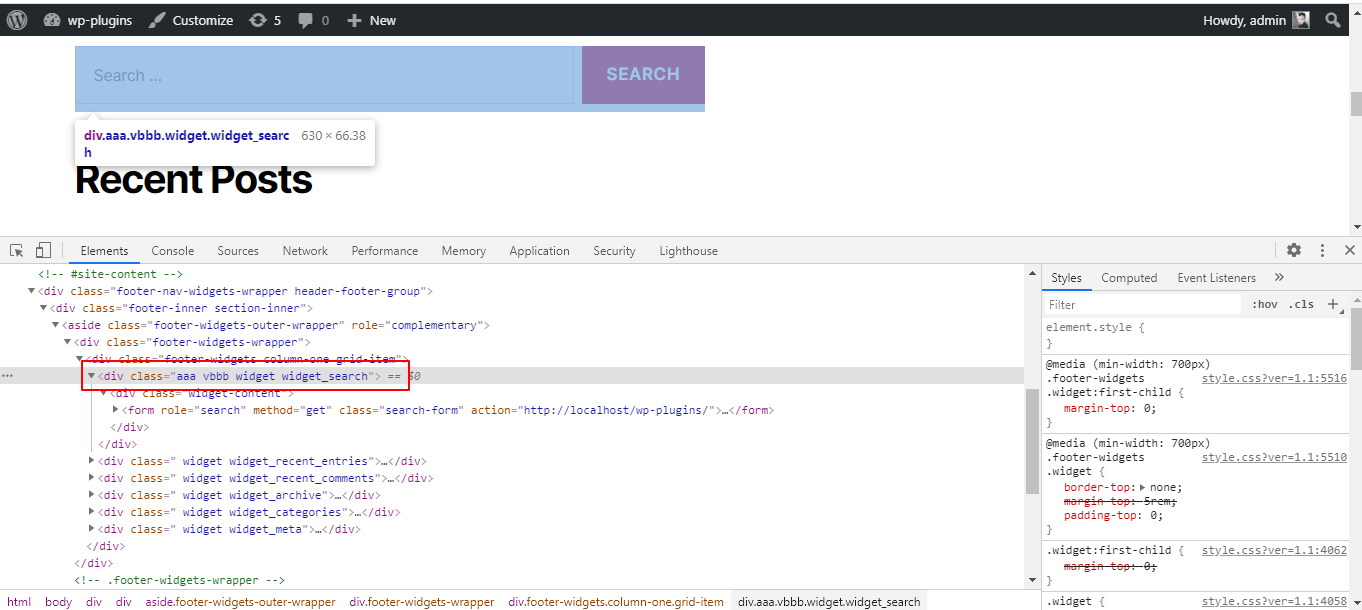 wp-plugins Customize 5 0 New Howdy, admin
Search ... SEARCH
div.aaa.vbbb.widget.widget_searc 630 × 66.38
h
Recent Posts
Elements Console Sources Network Performance Memory Application Security Lighthouse
<!-- #site-content -->
<div class="footer-nav-widgets-wrapper header-footer-group">
<div class="footer-inner section-inner">
<aside class="footer-widgets-outer-wrapper" role="complementary">
<div class="footer-widgets-wrapper">
<div class="footer-widgets column-one grid-item">
<div class="aaa vbbb widget widget_search"> == $0
<div class="widget-content">
<form role="search" method="get" class="search-form" action="http://localhost/wp-plugins/">…</form>
</div>
</div>
<div class=" widget widget_recent_entries">…</div>
<div class=" widget widget_recent_comments">…</div>
<div class=" widget widget_archive">…</div>
<div class=" widget widget_categories">…</div>
<div class=" widget widget_meta">…</div>
</div>
</div>
<!-- .footer-widgets-wrapper -->
html body div div aside.footer-widgets-outer-wrapper div.footer-widgets-wrapper div.footer-widgets.column-one.grid-item div.aaa.vbbb.widget.widget_search
Styles Computed Event Listeners »
Filter :hov .cls +
element.style {
}
@media (min-width: 700px)
.footer-widgets style.css?ver=1.1:5516
.widget:first-child {
margin-top: 0;
}
@media (min-width: 700px)
.footer-widgets style.css?ver=1.1:5510
.widget {
border-top: none;
margin-top: 5rem;
padding-top: 0;
}
.widget:first-child { style.css?ver=1.1:4062
margin-top: 0;
}
.widget { style.css?ver=1.1:4058